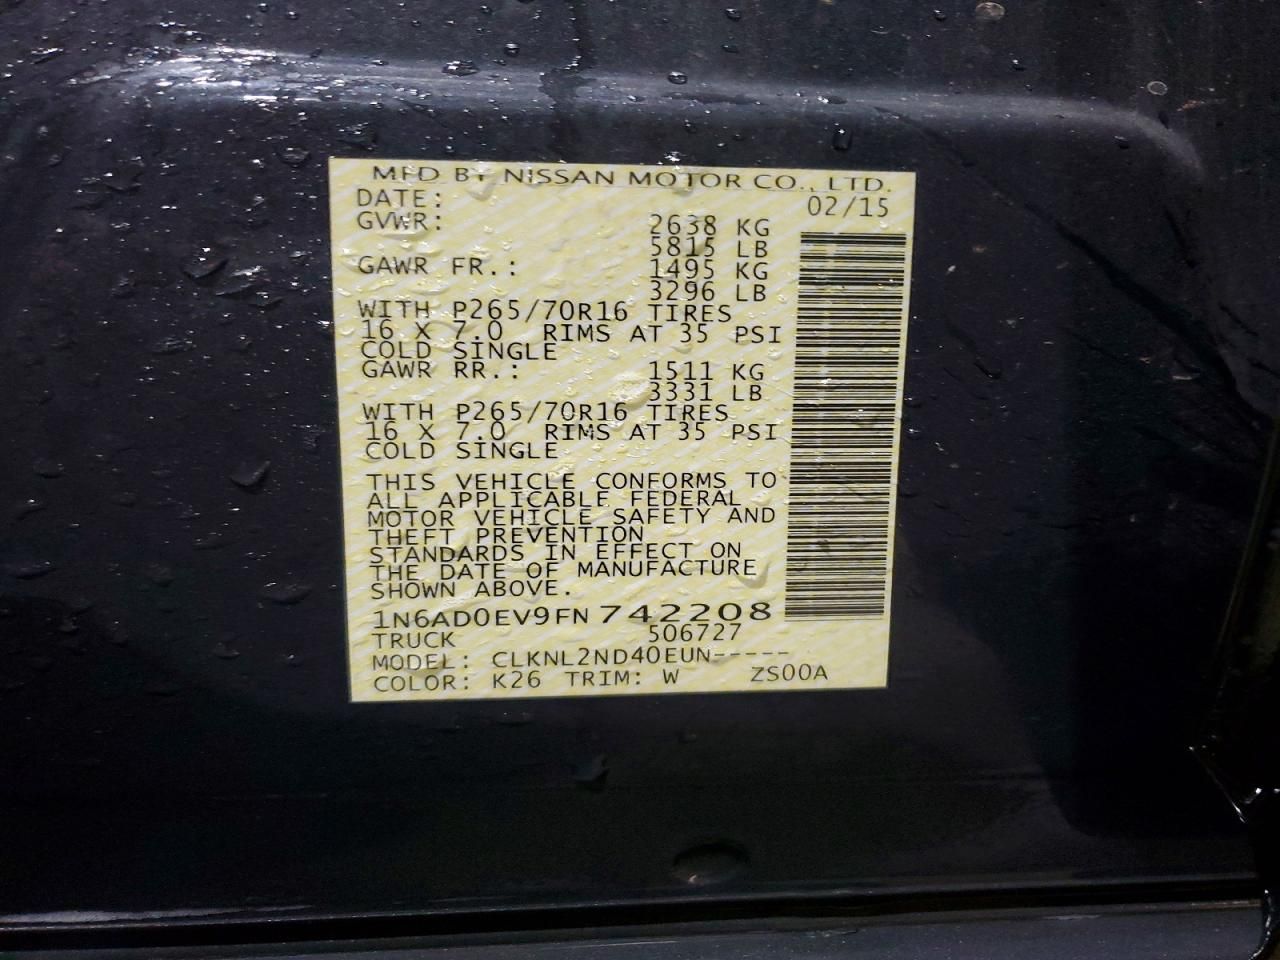 MFD BY NISSAN MOTOR CO., LTD.
DATE: 02/15
GVWR: 2638 KG
5815 LB
GAWR FR.: 1495 KG
3296 LB
WITH P265/70R16 TIRES
16 X 7.0 RIMS AT 35 PSI
COLD SINGLE
GAWR RR.: 1511 KG
3331 LB
WITH P265/70R16 TIRES
16 X 7.0 RIMS AT 35 PSI
COLD SINGLE
THIS VEHICLE CONFORMS TO
ALL APPLICABLE FEDERAL
MOTOR VEHICLE SAFETY AND
THEFT PREVENTION
STANDARDS IN EFFECT ON
THE DATE OF MANUFACTURE
SHOWN ABOVE.
1N6AD0EV9FN742208
TRUCK 506727
MODEL: CLKNL2ND40EUN-----
COLOR: K26 TRIM: W ZS00A